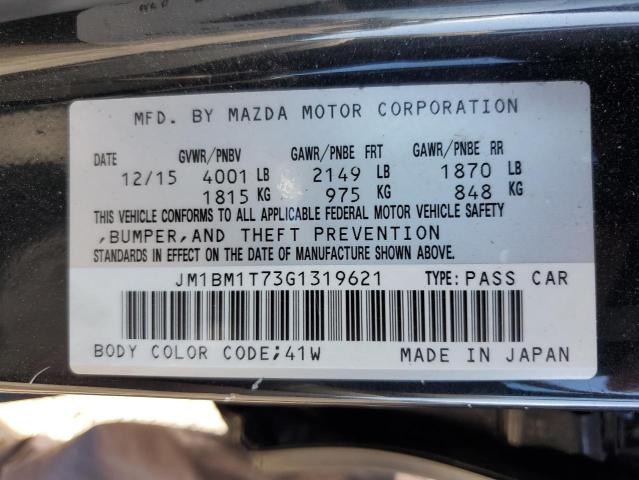 MFD. BY MAZDA MOTOR CORPORATION
DATE GVWR/PNBV GAWR/PNBE FRT GAWR/PNBE RR
12/15 4001 LB 2149 LB 1870 LB
1815 KG 975 KG 848 KG
THIS VEHICLE CONFORMS TO ALL APPLICABLE FEDERAL MOTOR VEHICLE SAFETY
,BUMPER,AND THEFT PREVENTION
STANDARDS IN EFFECT ON THE DATE OF MANUFACTURE SHOWN ABOVE.
JM1BM1T73G1319621 TYPE: PASS CAR
BODY COLOR CODE;41W MADE IN JAPAN